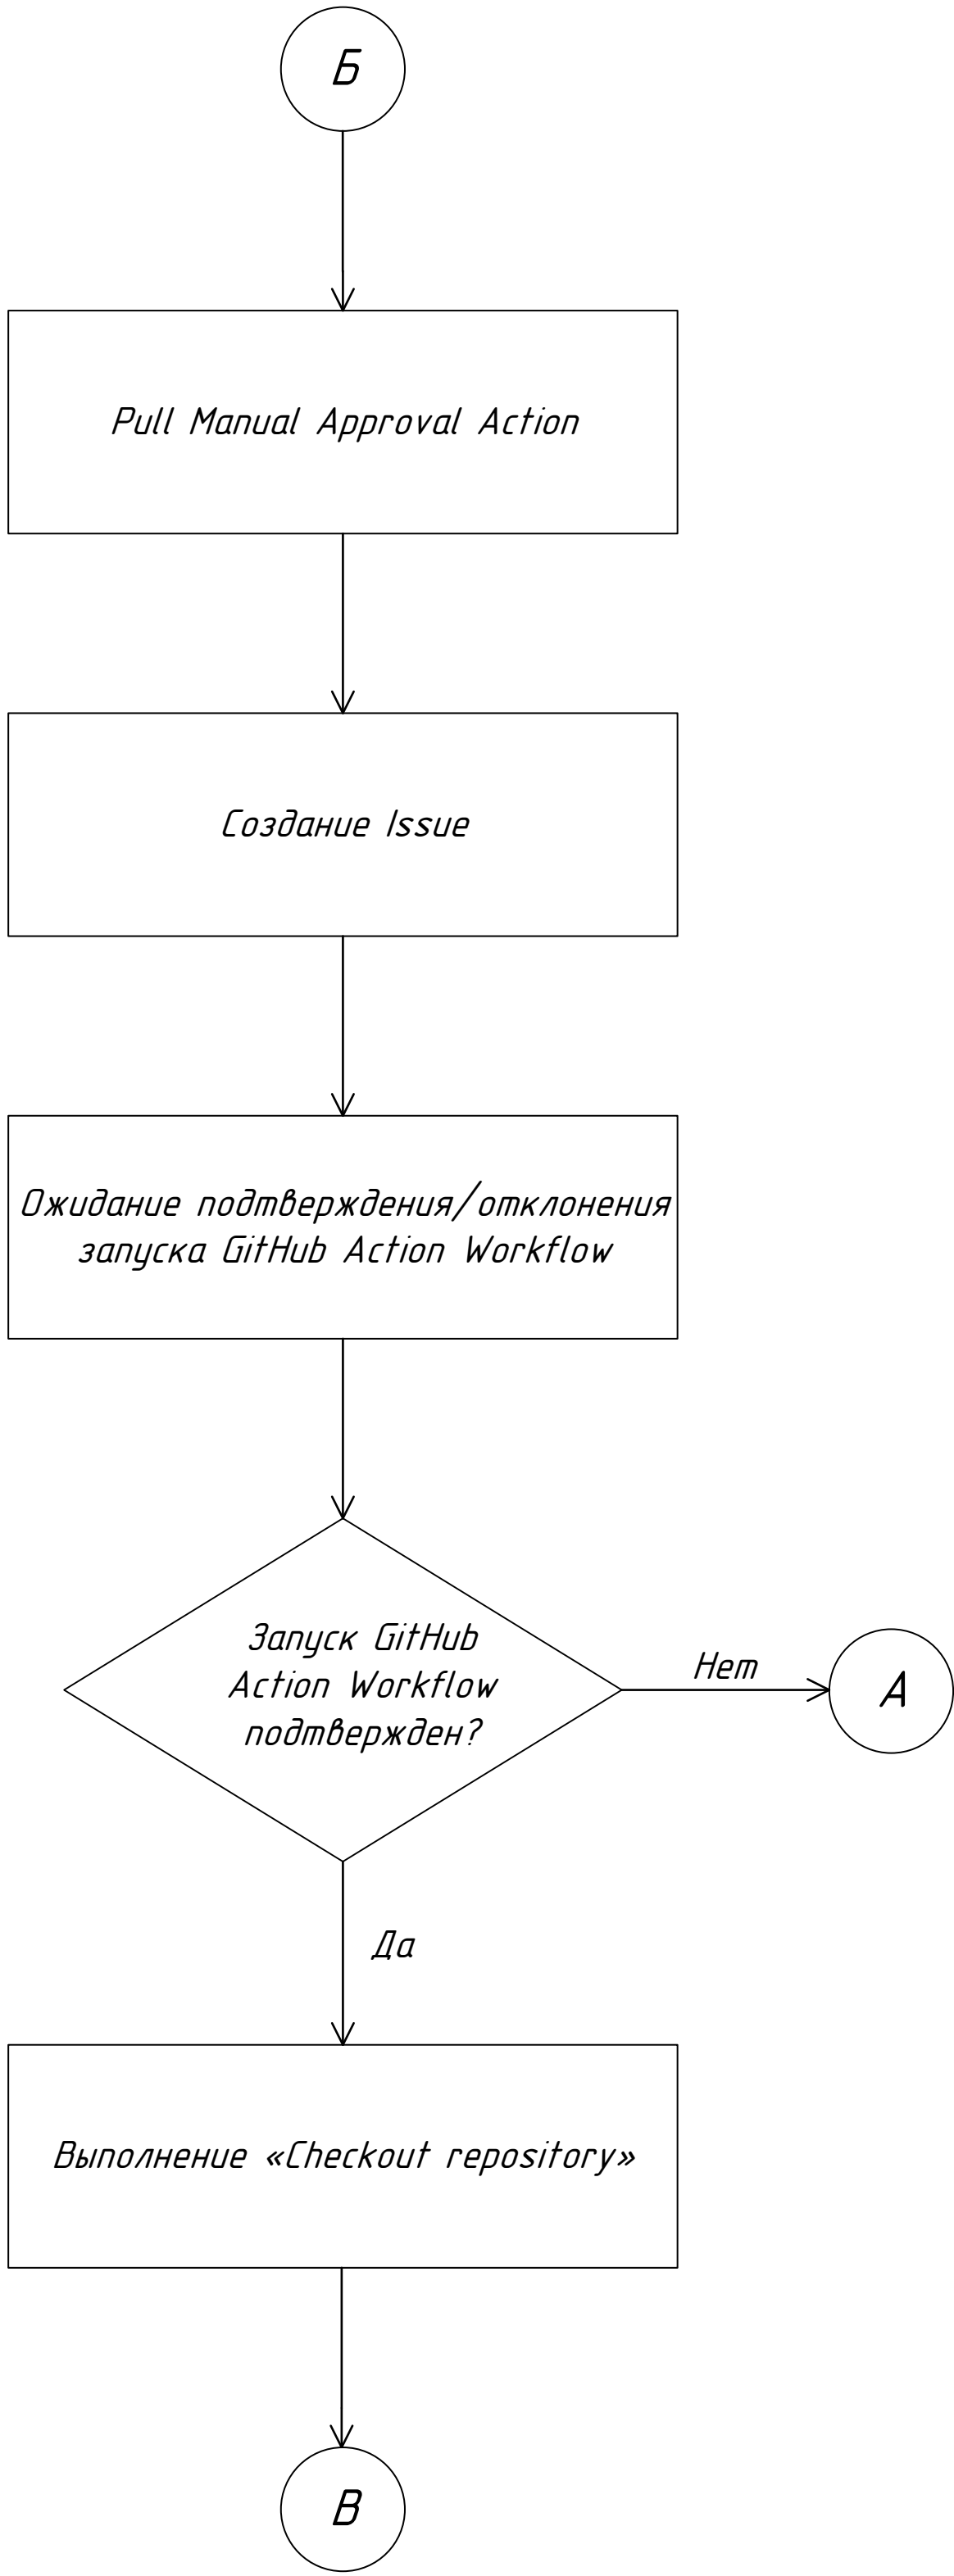 Б
Pull Manual Approval Action
Создание Issue
Ожидание подтверждения/отклонения
запуска GitHub Action Workflow
Запуск GitHub
Action Workflow
подтвержден?
Нет
А
Да
Выполнение «Checkout repository»
В